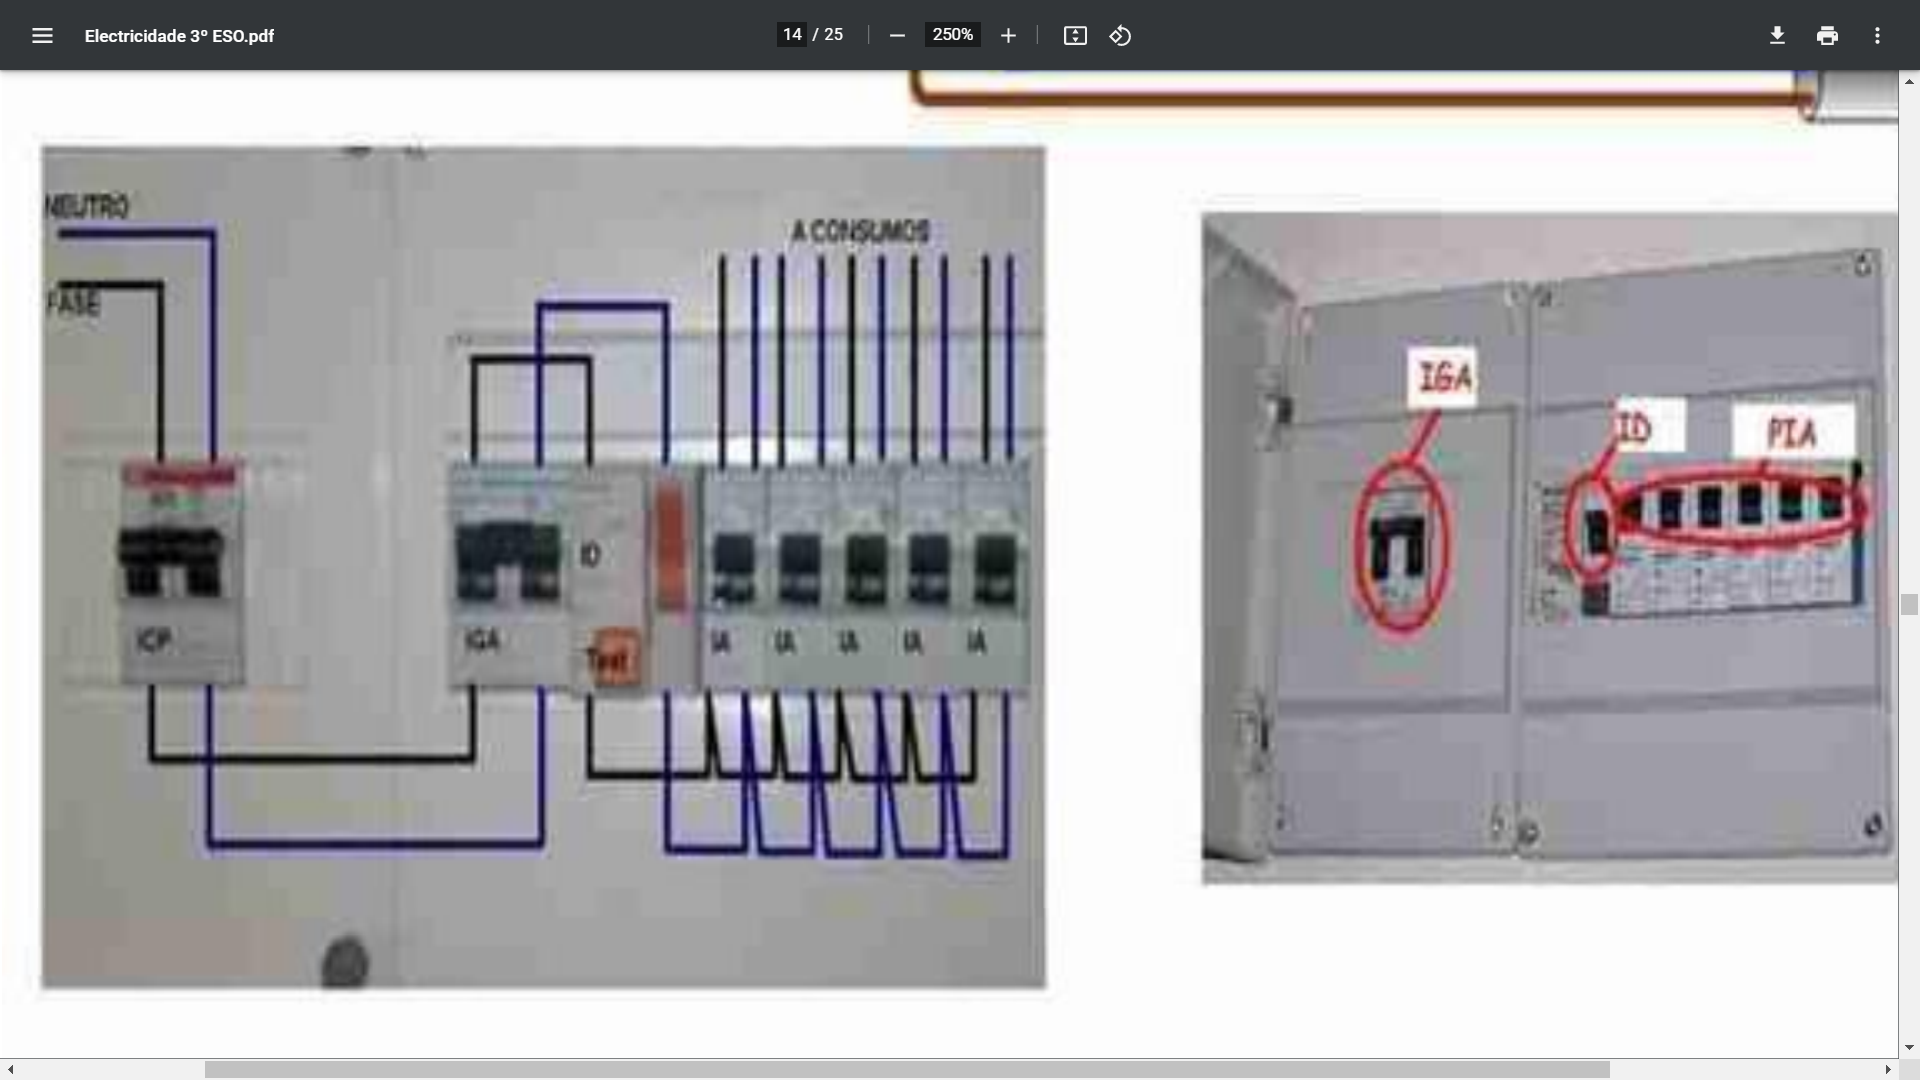 Electricidade 3º ESO.pdf
14 / 25
250%
NEUTRO
FASE
A CONSUMOS
ICP
IGA
ID
Test
IA
IA
IA
IA
IA
IGA
ID
PIA